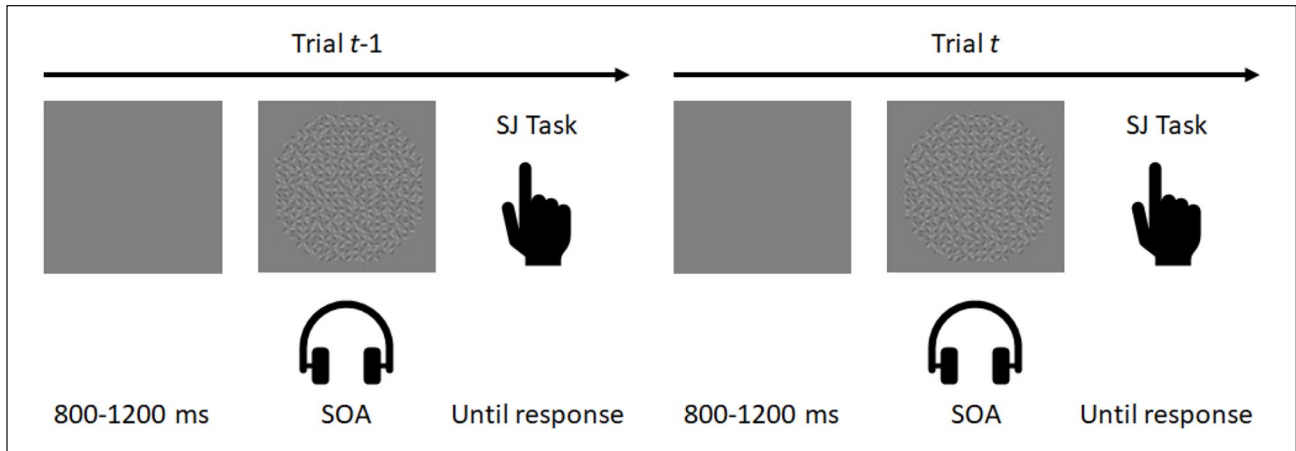 Trial t-1
SJ Task
800-1200 ms
SOA
Until response
Trial t
SJ Task
800-1200 ms
SOA
Until response